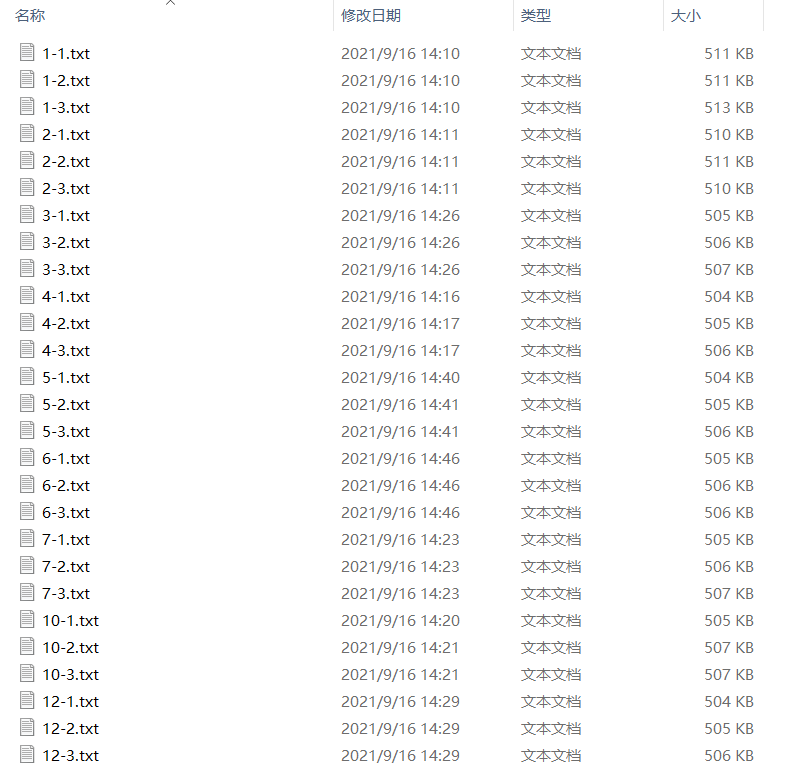 名称 修改日期 类型 大小
1-1.txt 2021/9/16 14:10 文本文档 511 KB
1-2.txt 2021/9/16 14:10 文本文档 511 KB
1-3.txt 2021/9/16 14:10 文本文档 513 KB
2-1.txt 2021/9/16 14:11 文本文档 510 KB
2-2.txt 2021/9/16 14:11 文本文档 511 KB
2-3.txt 2021/9/16 14:11 文本文档 510 KB
3-1.txt 2021/9/16 14:26 文本文档 505 KB
3-2.txt 2021/9/16 14:26 文本文档 506 KB
3-3.txt 2021/9/16 14:26 文本文档 507 KB
4-1.txt 2021/9/16 14:16 文本文档 504 KB
4-2.txt 2021/9/16 14:17 文本文档 505 KB
4-3.txt 2021/9/16 14:17 文本文档 506 KB
5-1.txt 2021/9/16 14:40 文本文档 504 KB
5-2.txt 2021/9/16 14:41 文本文档 505 KB
5-3.txt 2021/9/16 14:41 文本文档 506 KB
6-1.txt 2021/9/16 14:46 文本文档 505 KB
6-2.txt 2021/9/16 14:46 文本文档 506 KB
6-3.txt 2021/9/16 14:46 文本文档 506 KB
7-1.txt 2021/9/16 14:23 文本文档 505 KB
7-2.txt 2021/9/16 14:23 文本文档 506 KB
7-3.txt 2021/9/16 14:23 文本文档 507 KB
10-1.txt 2021/9/16 14:20 文本文档 505 KB
10-2.txt 2021/9/16 14:21 文本文档 507 KB
10-3.txt 2021/9/16 14:21 文本文档 507 KB
12-1.txt 2021/9/16 14:29 文本文档 504 KB
12-2.txt 2021/9/16 14:29 文本文档 505 KB
12-3.txt 2021/9/16 14:29 文本文档 506 KB